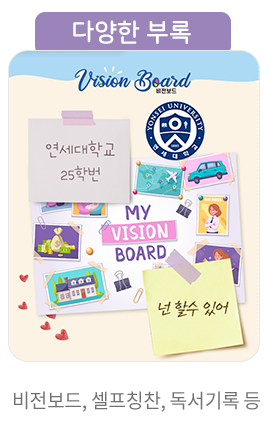 다양한 부록
Vision Board
비전보드
YONSEI UNIVERSITY
연세대학교
연세대학교
25학번
MY
VISION
BOARD
넌 할수 있어
비전보드, 셀프칭찬, 독서기록 등